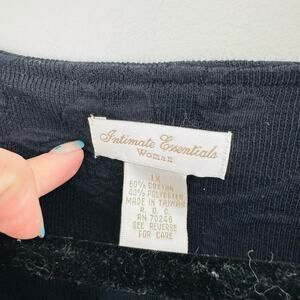 Intimate Essentials
Woman
1X
60% COTTON
40% POLYESTER
MADE IN TAIWAN
R. O. C.
RN 70246
SEE REVERSE
FOR CARE